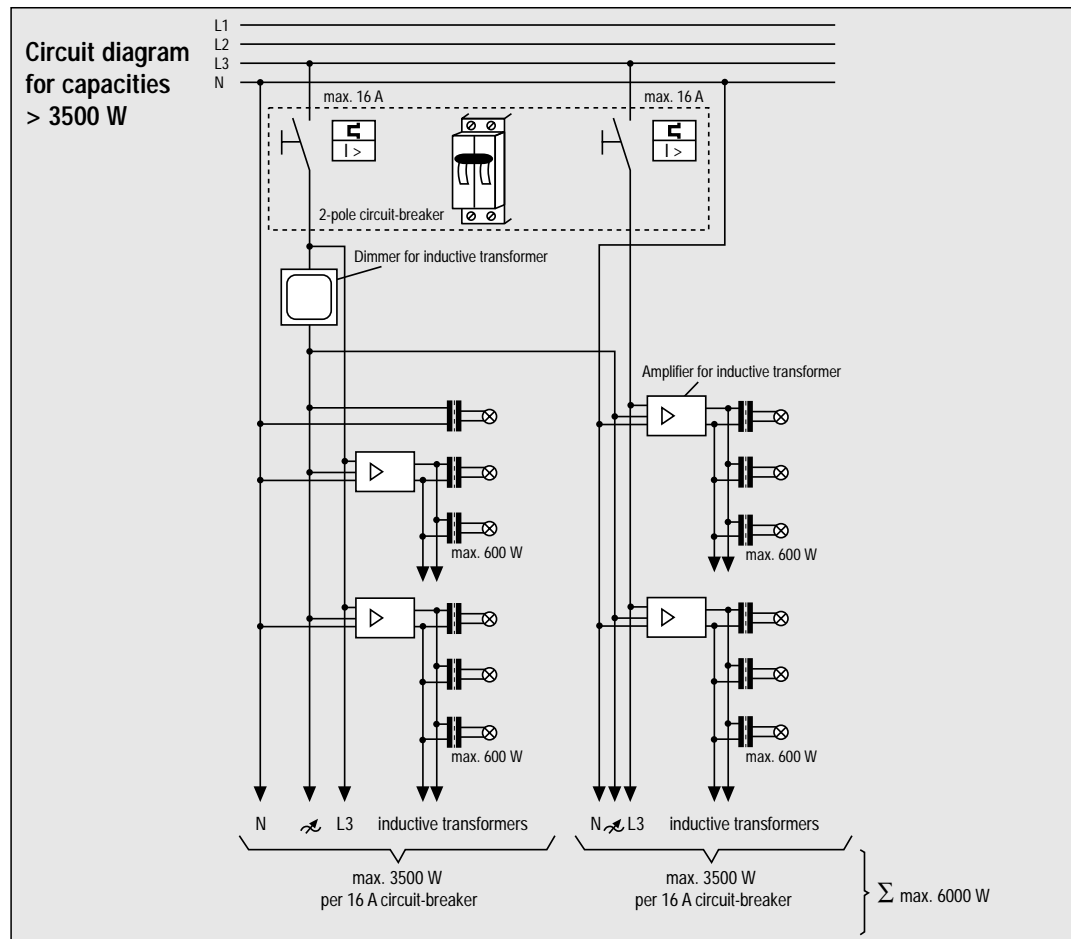 Circuit diagram
for capacities
> 3500 W
L1
L2
L3
N
max. 16 A
max. 16 A
I >
I >
2-pole circuit-breaker
Dimmer for inductive transformer
Amplifier for inductive transformer
max. 600 W
max. 600 W
max. 600 W
max. 600 W
N L3 inductive transformers
N L3 inductive transformers
max. 3500 W
per 16 A circuit-breaker
max. 3500 W
per 16 A circuit-breaker
Σ max. 6000 W